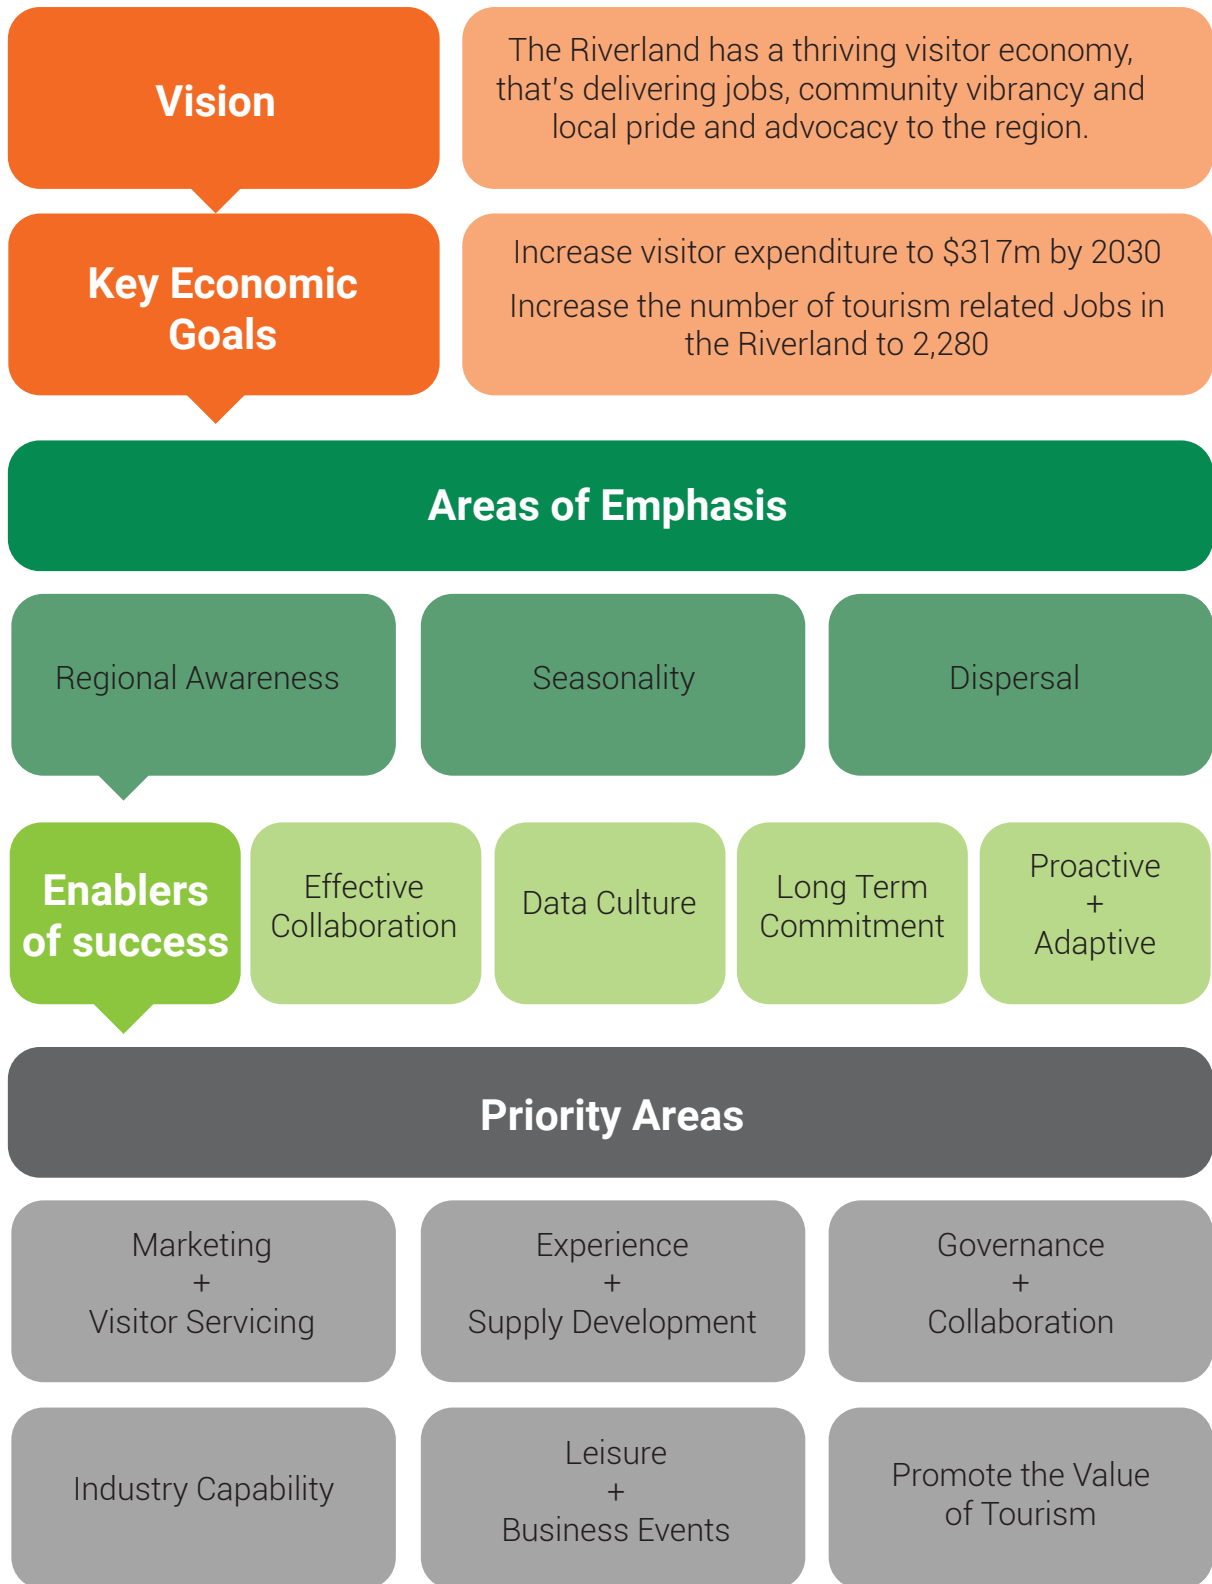 Vision
The Riverland has a thriving visitor economy,
that's delivering jobs, community vibrancy and
local pride and advocacy to the region.
Key Economic
Goals
Increase visitor expenditure to $317m by 2030
Increase the number of tourism related Jobs in
the Riverland to 2,280
Areas of Emphasis
Regional Awareness
Seasonality
Dispersal
Enablers
of success
Effective
Collaboration
Data Culture
Long Term
Commitment
Proactive
+
Adaptive
Priority Areas
Marketing
+
Visitor Servicing
Experience
+
Supply Development
Governance
+
Collaboration
Industry Capability
Leisure
+
Business Events
Promote the Value
of Tourism